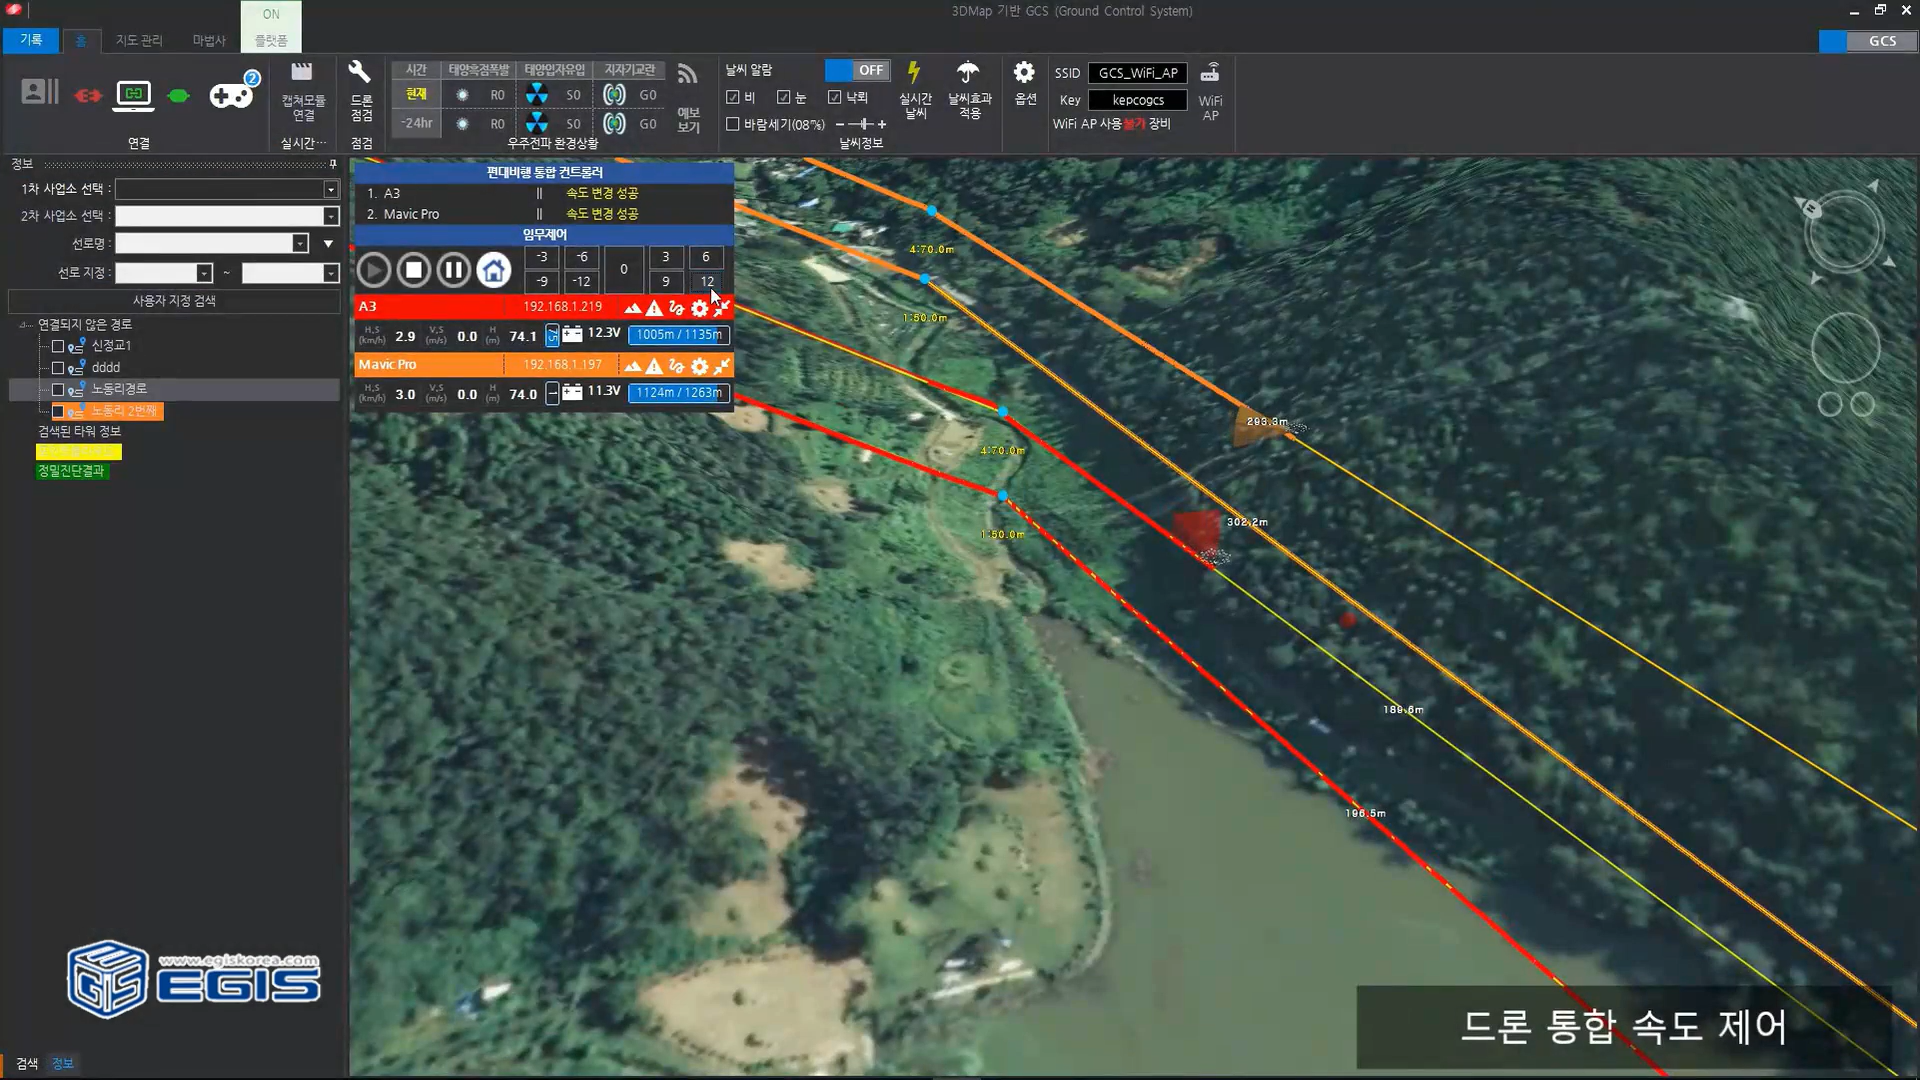 3DMap 기반 GCS (Ground Control System)
ON
기록 홈 지도 관리 마법사 플랫폼
GCS
2
캡쳐모듈
연결
드론
점검
시간 태양흑점폭발 태양입자유입 지자기교란
현재 R0 S0 G0
-24hr R0 S0 G0
예보
보기
날씨 알람 OFF
비 눈 낙뢰
바람세기(08㎧) - +
실시간
날씨
날씨효과
적용
옵션
SSID GCS_WiFi_AP
Key kepcogcs
WiFi AP 사용불가 장비
WiFi
AP
연결 실시간… 점검 우주전파 환경상황 날씨정보
정보
1차 사업소 선택 :
2차 사업소 선택 :
선로명 :
선로 지정 : ~
사용자 지정 검색
연결되지 않은 경로
신정교1
dddd
노동리경로
노동리 2번째
검색된 타워 정보
정밀진단결과
편대비행 통합 컨트롤러
1. A3 || 속도 변경 성공
2. Mavic Pro || 속도 변경 성공
임무제어
-3 -6 0 3 6
-9 -12 9 12
A3 192.168.1.219
H,S (km/h) 2.9 V,S (m/s) 0.0 H (m) 74.1 75 12.3V 1005m / 1135m
Mavic Pro 192.168.1.197
H,S (km/h) 3.0 V,S (m/s) 0.0 H (m) 74.0 1 11.3V 1124m / 1263m
4:70.0m
1:50.0m
293.3m
4:70.0m
302.2m
1:50.0m
189.6m
196.5m
www.egiskorea.com
EGIS
드론 통합 속도 제어
검색 정보